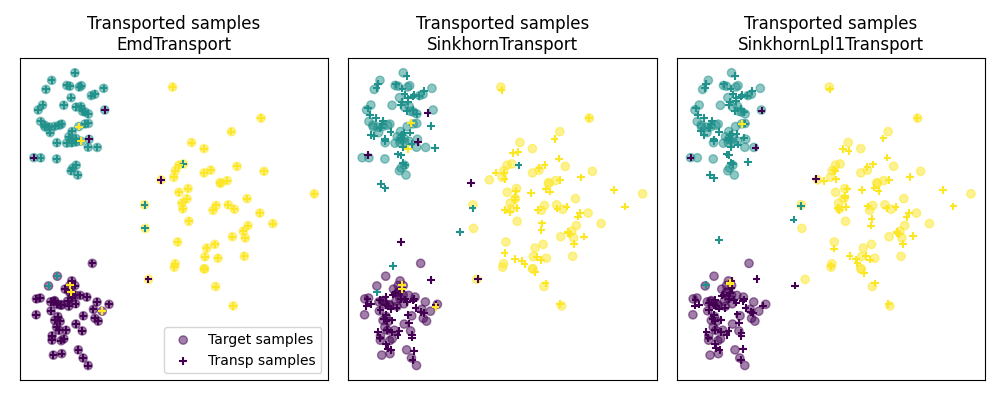 Transported samples
EmdTransport
Transported samples
SinkhornTransport
Transported samples
SinkhornLpl1Transport
Target samples
Transp samples